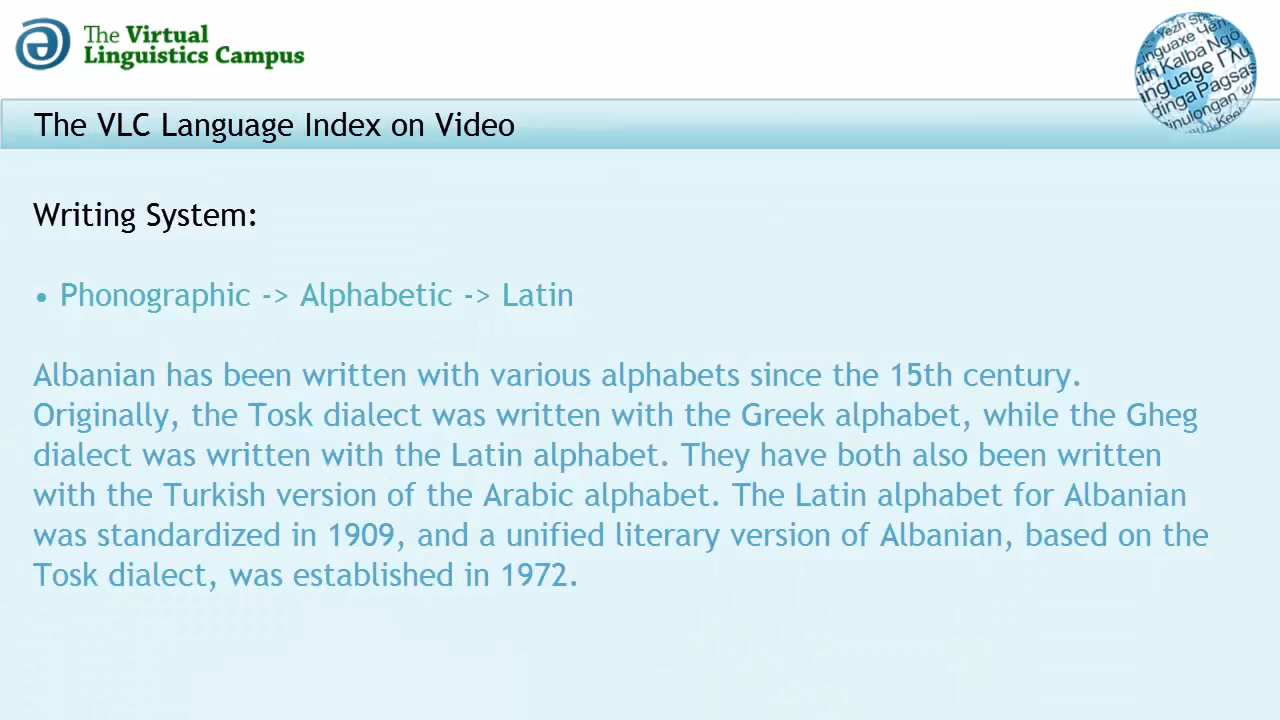 The Virtual
Linguistics Campus
Yezh
Kalba
The VLC Language Index on Video
Writing System:
• Phonographic -> Alphabetic -> Latin
Albanian has been written with various alphabets since the 15th century.
Originally, the Tosk dialect was written with the Greek alphabet, while the Gheg
dialect was written with the Latin alphabet. They have both also been written
with the Turkish version of the Arabic alphabet. The Latin alphabet for Albanian
was standardized in 1909, and a unified literary version of Albanian, based on the
Tosk dialect, was established in 1972.